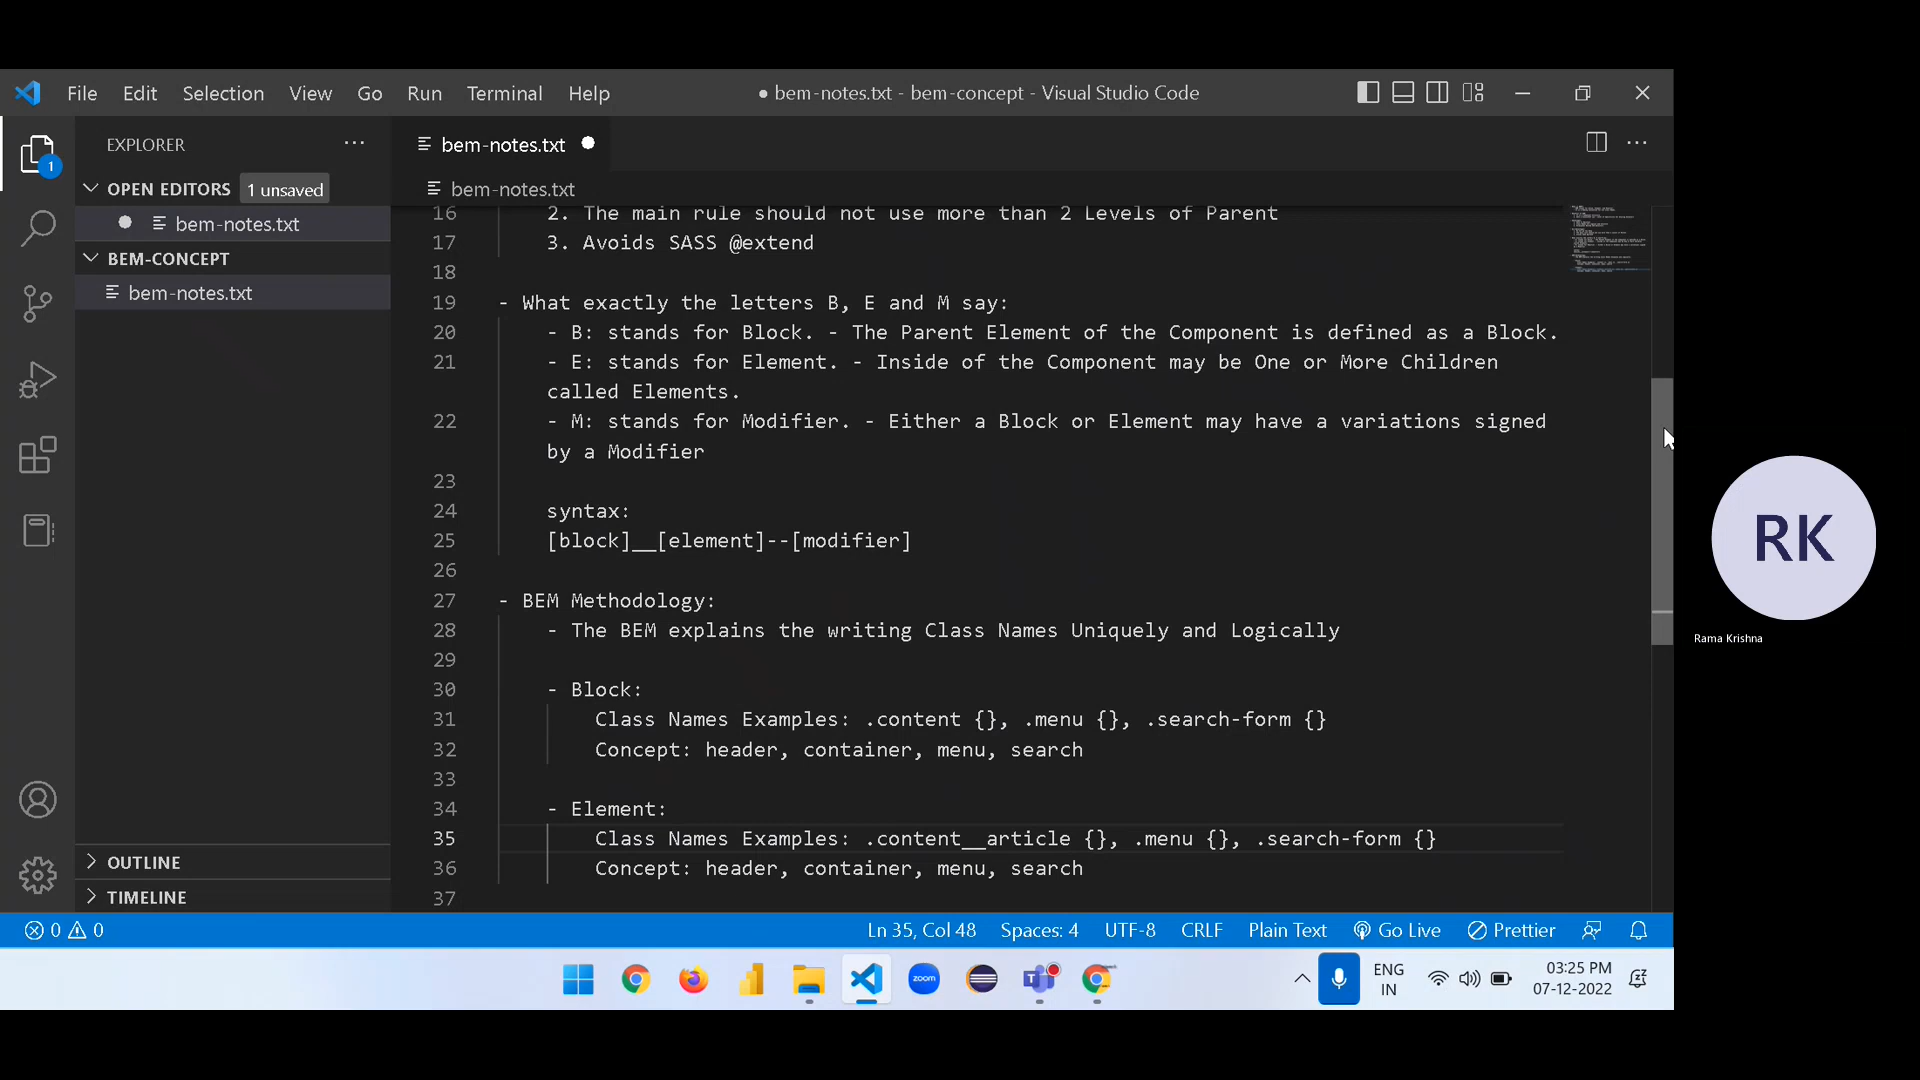 File Edit Selection View Go Run Terminal Help ● bem-notes.txt - bem-concept - Visual Studio Code
EXPLORER ···
bem-notes.txt ●
OPEN EDITORS 1 unsaved
bem-notes.txt
● bem-notes.txt
BEM-CONCEPT
bem-notes.txt
1
16 2. The main rule should not use more than 2 Levels of Parent
17 3. Avoids SASS @extend
18
19 - What exactly the letters B, E and M say:
20 - B: stands for Block. - The Parent Element of the Component is defined as a Block.
21 - E: stands for Element. - Inside of the Component may be One or More Children
called Elements.
22 - M: stands for Modifier. - Either a Block or Element may have a variations signed
by a Modifier
23
24 syntax:
25 [block]__[element]--[modifier]
26
27 - BEM Methodology:
28 - The BEM explains the writing Class Names Uniquely and Logically
29
30 - Block:
31 Class Names Examples: .content {}, .menu {}, .search-form {}
32 Concept: header, container, menu, search
33
34 - Element:
35 Class Names Examples: .content__article {}, .menu {}, .search-form {}
36 Concept: header, container, menu, search
37
OUTLINE
TIMELINE
0 0 Ln 35, Col 48 Spaces: 4 UTF-8 CRLF Plain Text Go Live Prettier
zoom
T
ENG
IN
03:25 PM
07-12-2022
RK
Rama Krishna